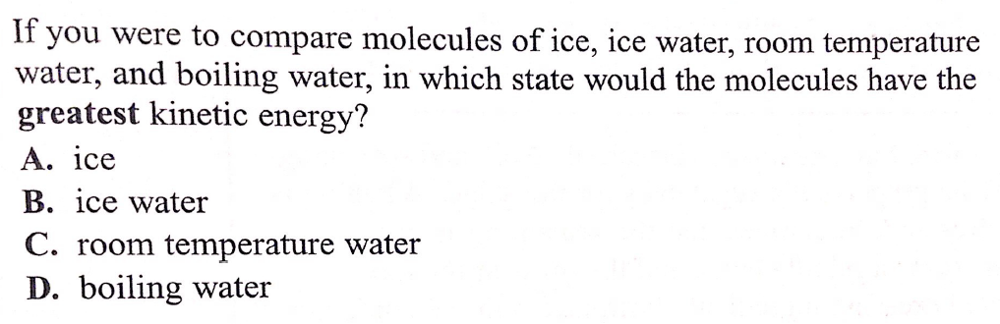 If you were to compare molecules of ice, ice water, room temperature
water, and boiling water, in which state would the molecules have the
greatest kinetic energy?
A. ice
B. ice water
C. room temperature water
D. boiling water